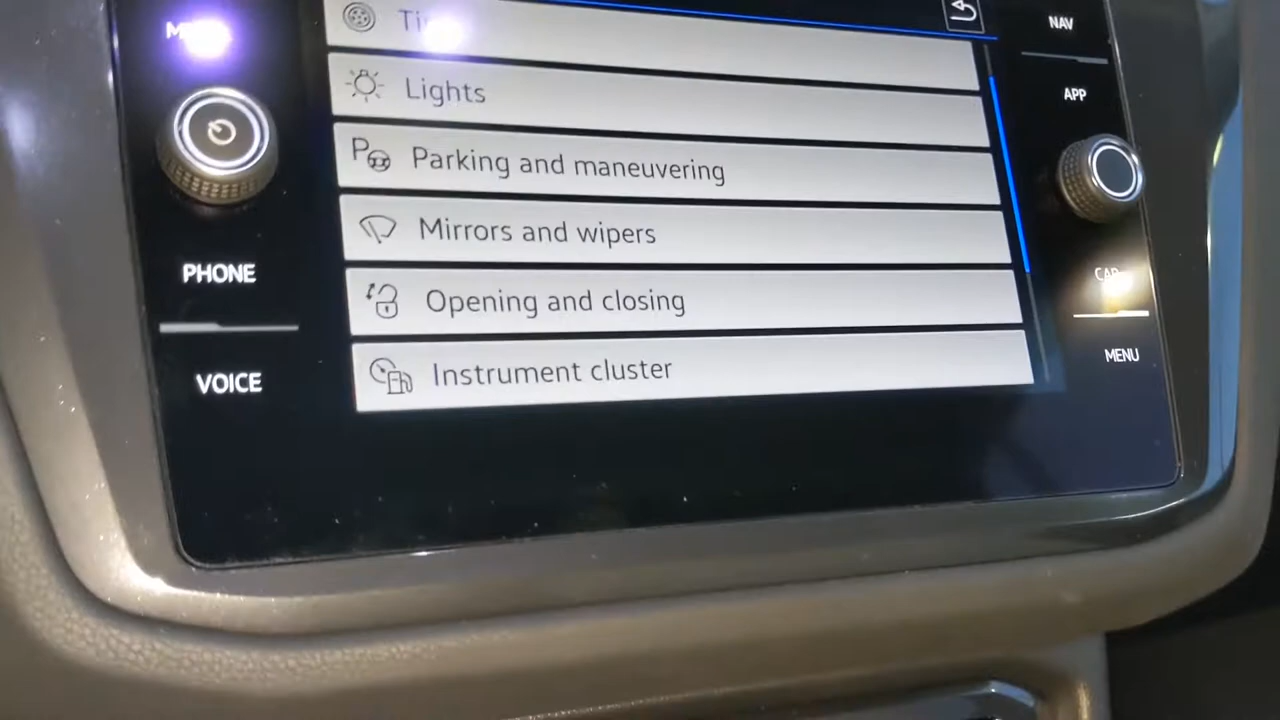 NAV
Lights
APP
Parking and maneuvering
Mirrors and wipers
PHONE
Opening and closing
VOICE
Instrument cluster
MENU